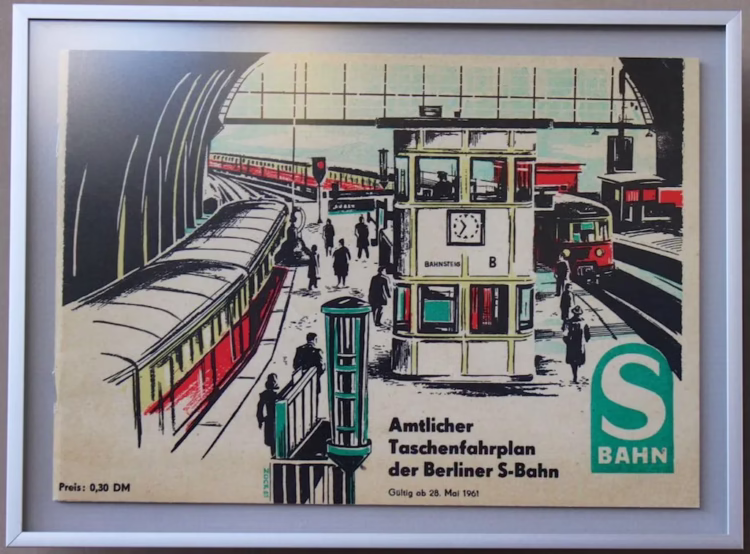 BAHNSTEIG B
Amtlicher
Taschenfahrplan
der Berliner S-Bahn
Gültig ab 28. Mai 1961
S
BAHN
Preis: 0,30 DM